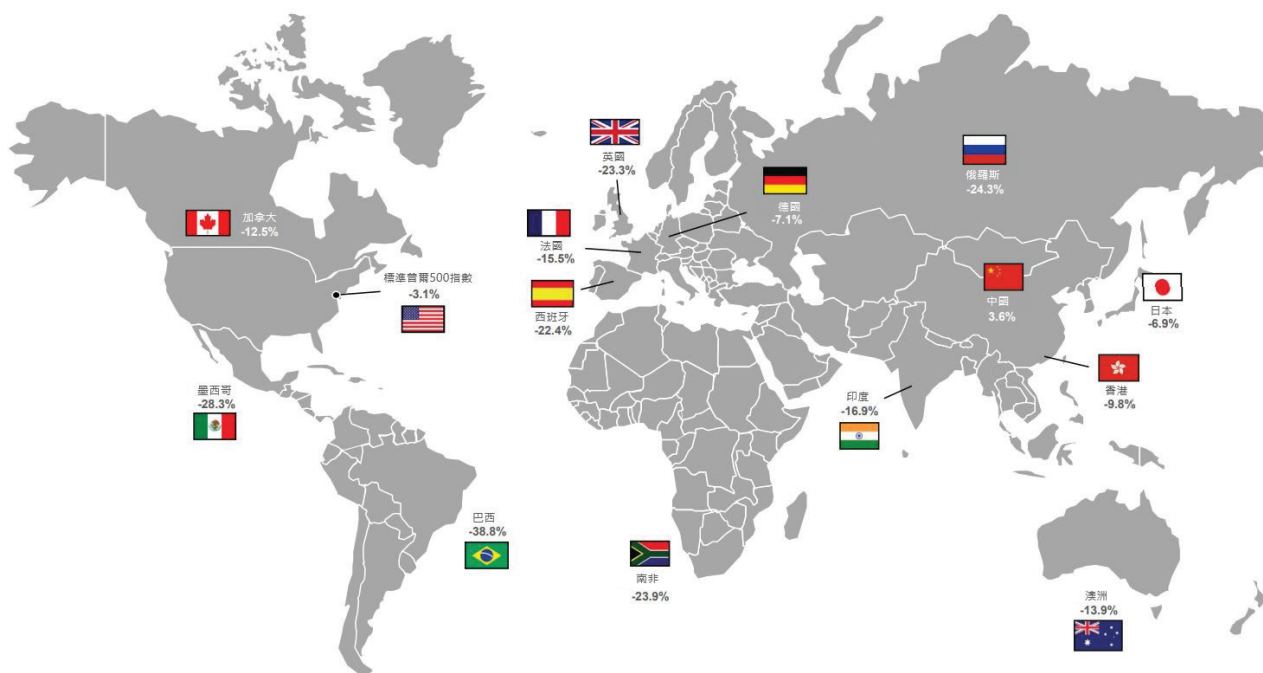 英國
-23.3%
俄羅斯
-24.3%
德國
-7.1%
加拿大
-12.5%
法國
-15.5%
標準普爾500指數
-3.1%
西班牙
-22.4%
中國
3.6%
日本
-6.9%
墨西哥
-28.3%
印度
-16.9%
香港
-9.8%
巴西
-38.8%
南非
-23.9%
澳洲
-13.9%